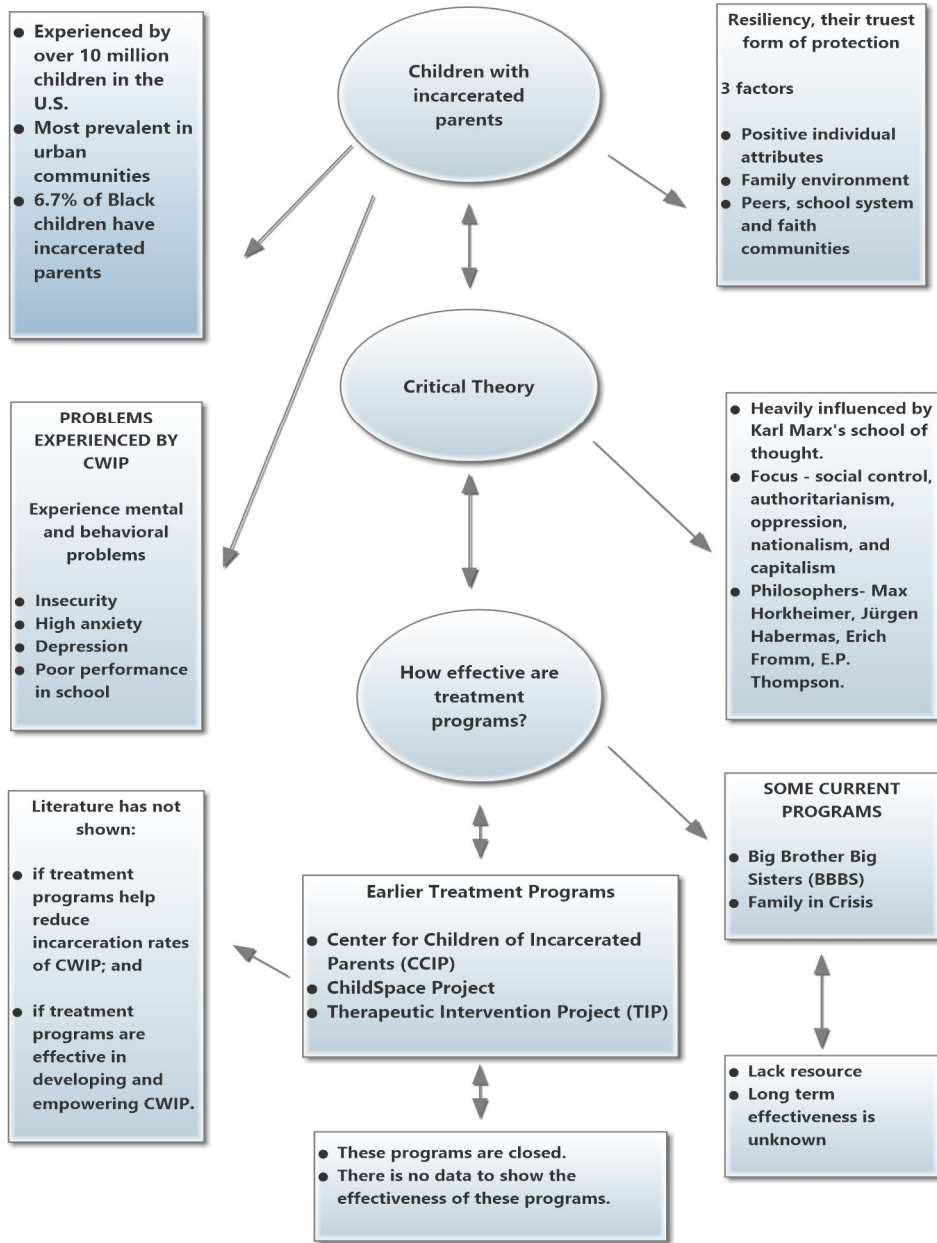 ● Experienced by
over 10 million
children in the
U.S.
● Most prevalent in
urban
communities
● 6.7% of Black
children have
incarcerated
parents
Children with
incarcerated
parents
Resiliency, their truest
form of protection
3 factors
● Positive individual
attributes
● Family environment
● Peers, school system
and faith
communities
Critical Theory
PROBLEMS
EXPERIENCED BY
CWIP
Experience mental
and behavioral
problems
● Insecurity
● High anxiety
● Depression
● Poor performance
in school
● Heavily influenced by
Karl Marx's school of
thought.
● Focus - social control,
authoritarianism,
oppression,
nationalism, and
capitalism
● Philosophers- Max
Horkheimer, Jürgen
Habermas, Erich
Fromm, E.P.
Thompson.
How effective are
treatment
programs?
Literature has not
shown:
● if treatment
programs help
reduce
incarceration rates
of CWIP; and
● if treatment
programs are
effective in
developing and
empowering CWIP.
Earlier Treatment Programs
● Center for Children of Incarcerated
Parents (CCIP)
● ChildSpace Project
● Therapeutic Intervention Project (TIP)
SOME CURRENT
PROGRAMS
● Big Brother Big
Sisters (BBBS)
● Family in Crisis
● Lack resource
● Long term
effectiveness is
unknown
● These programs are closed.
● There is no data to show the
effectiveness of these programs.